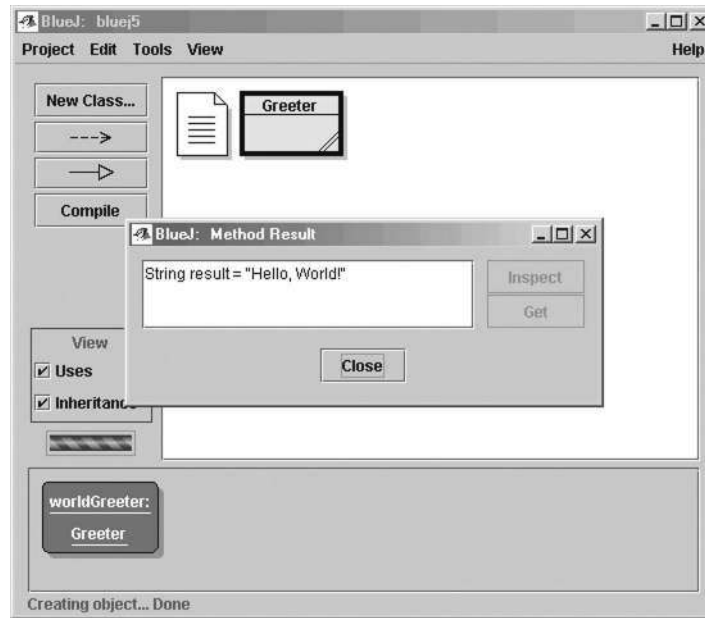 BlueJ: bluej5
Project Edit Tools View Help
New Class...
Greeter
Compile
BlueJ: Method Result
String result = "Hello, World!"
Inspect
Get
Close
View
Uses
Inheritance
worldGreeter:
Greeter
Creating object... Done